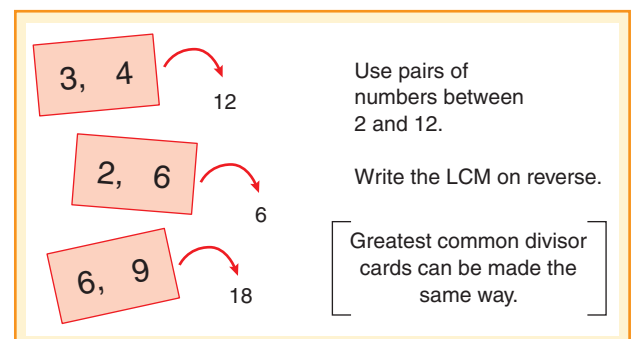 3, 4
12
2, 6
6
6, 9
18
Use pairs of
numbers between
2 and 12.
Write the LCM on reverse.
Greatest common divisor
cards can be made the
same way.